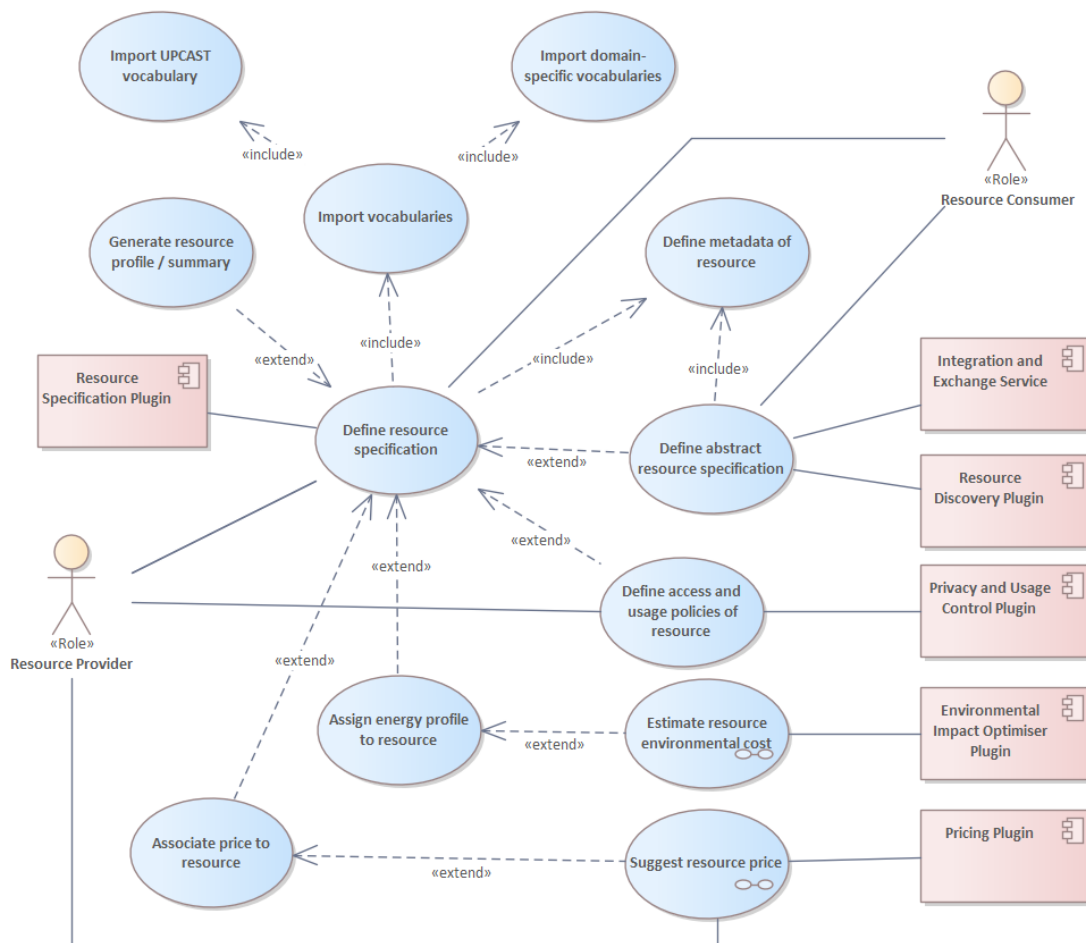 Import UPCAST
vocabulary
Import domain-
specific vocabularies
«include»
«include»
«Role»
Resource Consumer
Import vocabularies
Generate resource
profile / summary
Define metadata of
resource
«extend»
«include»
«include»
«include»
Resource
Specification Plugin
Integration and
Exchange Service
Define resource
specification
«extend»
Define abstract
resource specification
Resource
Discovery Plugin
«extend»
«extend»
Define access and
usage policies of
resource
Privacy and Usage
Control Plugin
«Role»
Resource Provider
«extend»
Assign energy profile
to resource
«extend»
Estimate resource
environmental cost
Environmental
Impact Optimiser
Plugin
Associate price to
resource
«extend»
Suggest resource price
Pricing Plugin